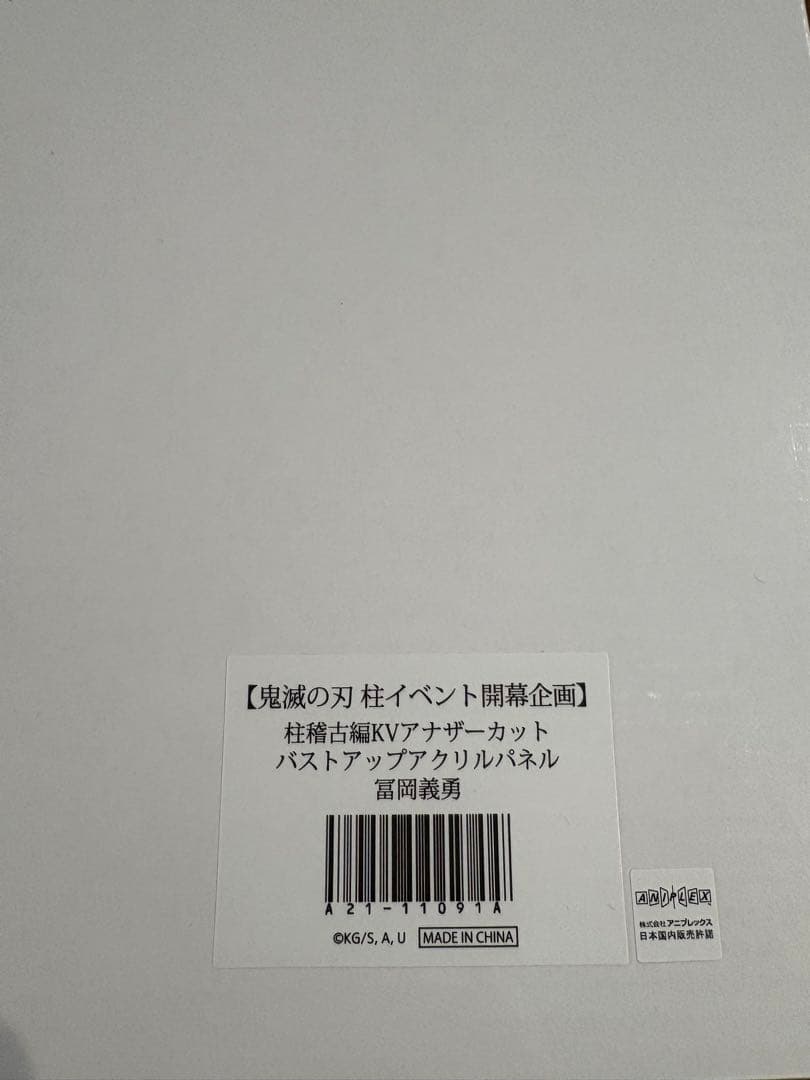 【鬼滅の刃 柱イベント開幕企画】
柱稽古編KVアナザーカット
バストアップアクリルパネル
冨岡義勇
A21-11091A
©KG/S, A, U MADE IN CHINA
ANIPLEX
株式会社アニプレックス
日本国内販売許諾